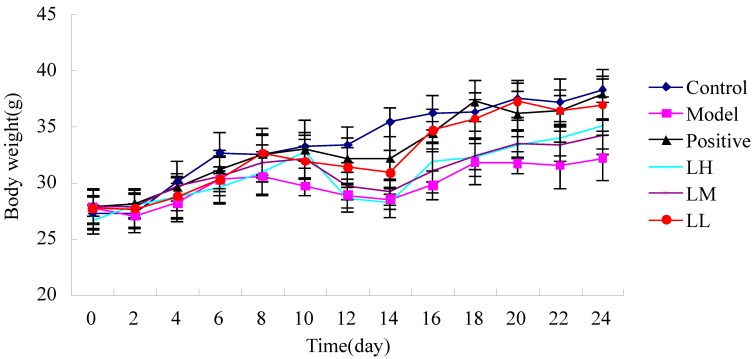 Body weight(g)
45
40
35
30
25
20
0 2 4 6 8 10 12 14 16 18 20 22 24
Time(day)
Control
Model
Positive
LH
LM
LL